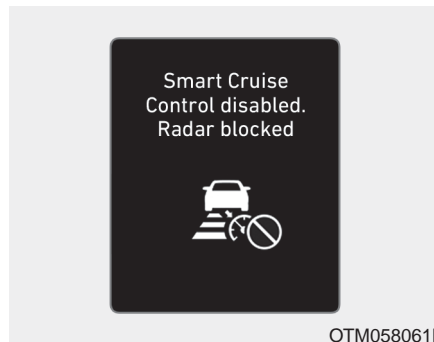 Smart Cruise
Control disabled.
Radar blocked
OTM058061